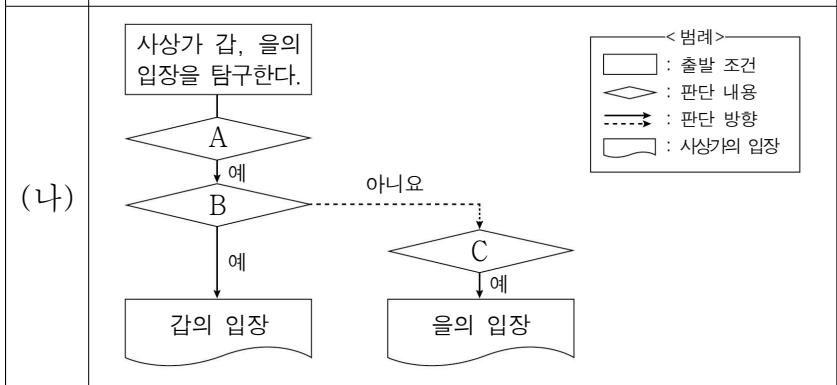 (나)
사상가 갑, 을의
입장을 탐구한다.
A
예
B
아니요
예
C
예
갑의 입장
을의 입장
<범례>
: 출발 조건
: 판단 내용
: 판단 방향
: 사상가의 입장